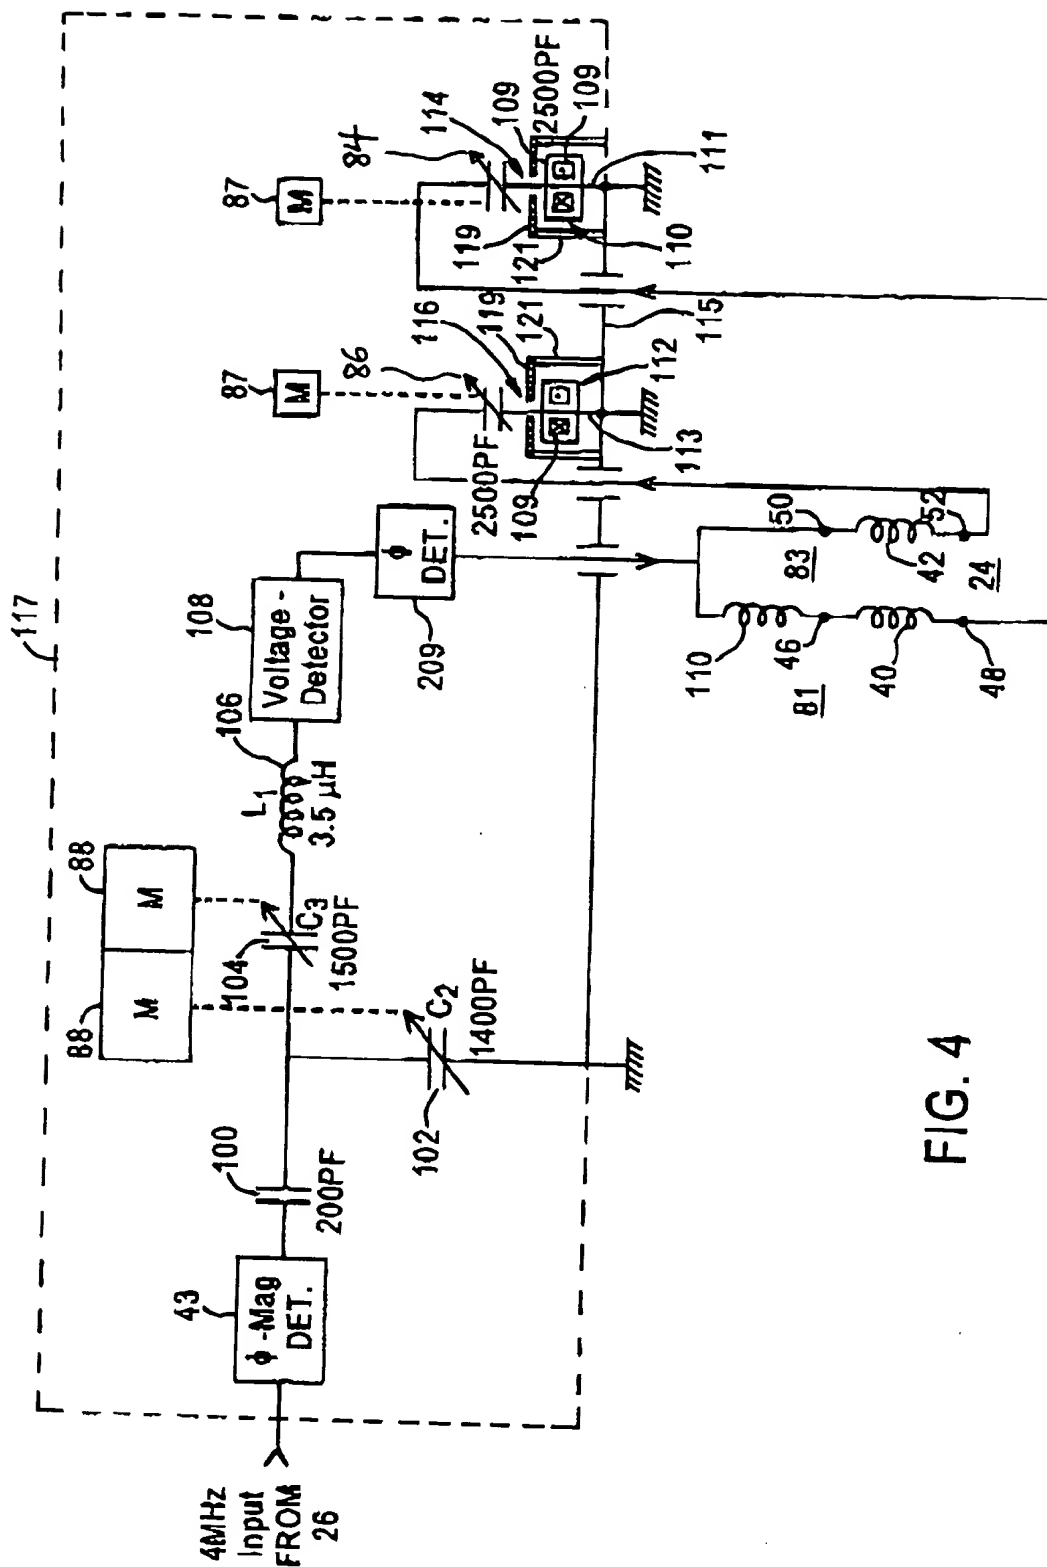 117
4MHz
Input
FROM
26
43
ϕ-Mag
DET.
100
200PF
102
C2
1400PF
88
88
M
M
104
C3
1500PF
L1
3.5 μH
106
108
Voltage-
Detector
ϕ
DET.
209
87
M
86
2500PF
116
119
121
109
112
113
115
87
M
84
114
109
2500PF
109
119
121
110
111
110
46
81
40
48
83
50
42
52
24
FIG. 4